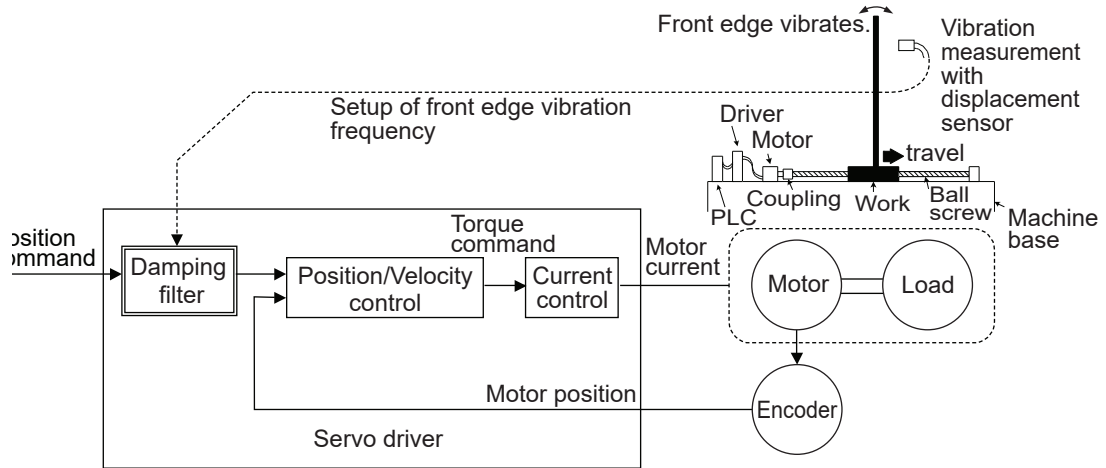 Front edge vibrates.
Vibration
measurement
with
displacement
sensor
Setup of front edge vibration
frequency
Driver
Motor
travel
Coupling
Work
Ball
screw
PLC
Machine
base
osition
ommand
Damping
filter
Position/Velocity
control
Torque
command
Current
control
Motor
current
Motor
Load
Motor position
Encoder
Servo driver